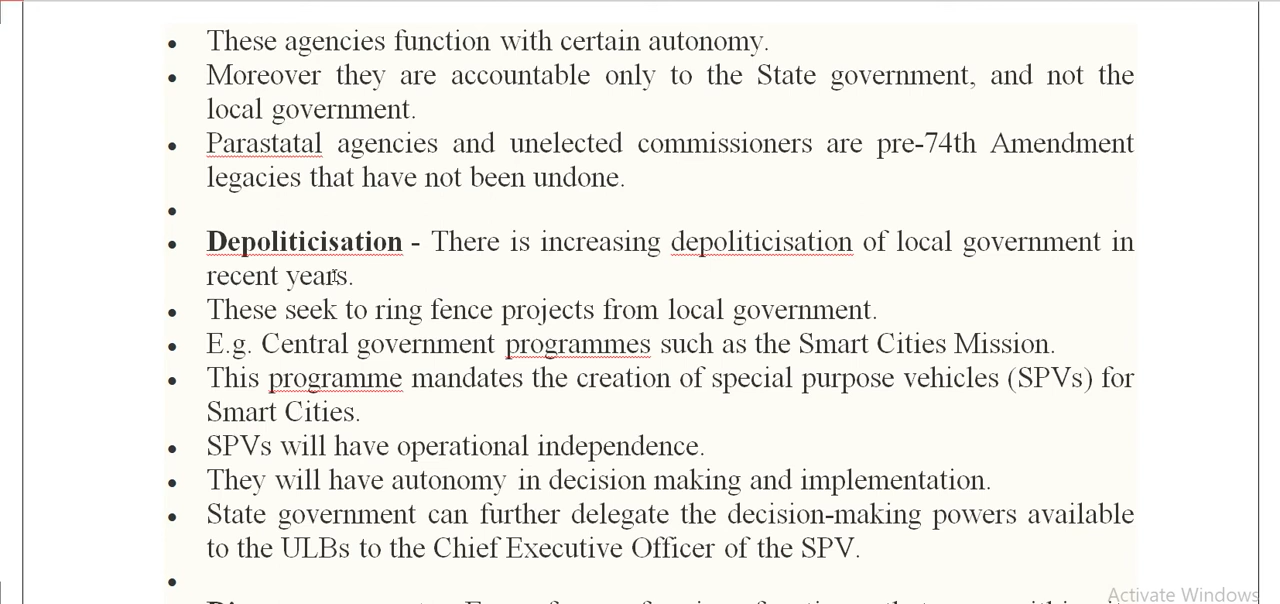 • These agencies function with certain autonomy.
• Moreover they are accountable only to the State government, and not the
local government.
• Parastatal agencies and unelected commissioners are pre-74th Amendment
legacies that have not been undone.
•
• Depoliticisation - There is increasing depoliticisation of local government in
recent years.
• These seek to ring fence projects from local government.
• E.g. Central government programmes such as the Smart Cities Mission.
• This programme mandates the creation of special purpose vehicles (SPVs) for
Smart Cities.
• SPVs will have operational independence.
• They will have autonomy in decision making and implementation.
• State government can further delegate the decision-making powers available
to the ULBs to the Chief Executive Officer of the SPV.
•
Activate Windows